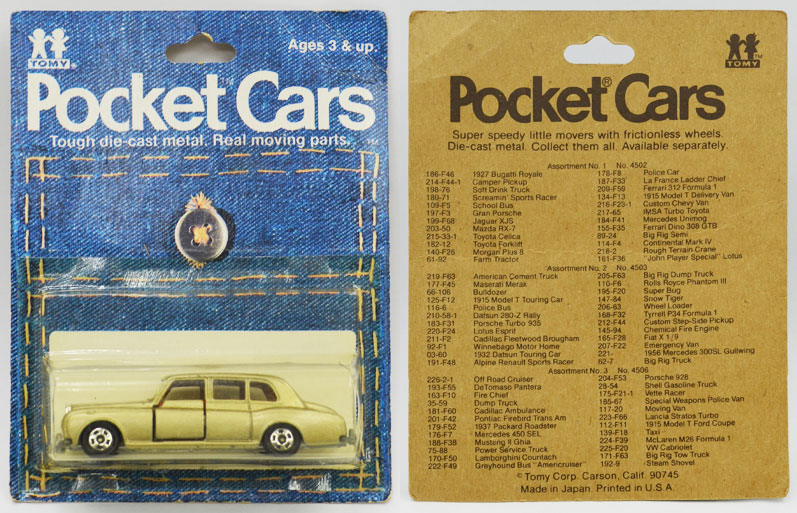 TOMY®
Ages 3 & up.
Pocket Cars™
Tough die-cast metal. Real moving parts.™
TOMY™
Pocket® Cars
Super speedy little movers with frictionless wheels.
Die-cast metal. Collect them all. Available separately.
Assortment No. 1 No. 4502
186-F46 1927 Bugatti Royale
214-F44-1 Camper Pickup
198-76 Soft Drink Truck
189-71 Screamin' Sports Racer
109-F5 School Bus
197-F3 Gran Porsche
199-F68 Jaguar XJS
203-50 Mazda RX-7
215-33-1 Toyota Celica
182-12 Toyota Forklift
140-F26 Morgan Plus 8
61-92 Farm Tractor
178-F8 Police Car
187-F33 La France Ladder Chief
209-F59 Ferrari 312 Formula 1
134-F13 1915 Model T Delivery Van
216-F23-1 Custom Chevy Van
217-65 IMSA Turbo Toyota
184-F41 Mercedes Unimog
155-F35 Ferrari Dino 308 GTB
89-24 Big Rig Semi
114-F4 Continental Mark IV
218-2 Rough Terrain Crane
161-F36 "John Player Special" Lotus
Assortment No. 2 No. 4503
219-F63 American Cement Truck
177-F45 Maserati Merak
66-106 Bulldozer
125-F12 1915 Model T Touring Car
116-6 Police Bus
210-58-1 Datsun 280-Z Rally
183-F31 Porsche Turbo 935
220-F24 Lotus Esprit
211-F2 Cadillac Fleetwood Brougham
92-F1 Winnebago Motor Home
03-60 1932 Datsun Touring Car
191-F48 Alpine Renault Sports Racer
205-F63 Big Rig Dump Truck
110-F6 Rolls Royce Phantom III
195-F20 Super Bug
147-84 Snow Tiger
206-63 Wheel Loader
168-F32 Tyrrell P34 Formula 1
212-F44 Custom Step-Side Pickup
145-94 Chemical Fire Engine
165-F28 Fiat X 1/9
207-F22 Emergency Van
221- 1956 Mercedes 300SL Gullwing
62-7 Big Rig Truck
Assortment No. 3 No. 4506
226-2-1 Off Road Cruiser
193-F55 DeTomaso Pantera
163-F10 Fire Chief
35-59 Dump Truck
181-F60 Cadillac Ambulance
201-F42 Pontiac Firebird Trans Am
179-F52 1937 Packard Roadster
176-F7 Mercedes 450 SEL
188-F38 Mustang II Ghia
75-88 Power Service Truck
170-F50 Lamborghini Countach
222-F49 Greyhound Bus "Americruiser"
204-F53 Porsche 928
28-54 Shell Gasoline Truck
175-F21-1 Vette Racer
185-67 Special Weapons Police Van
117-20 Moving Van
223-F66 Lancia Stratos Turbo
112-F11 1915 Model T Ford Coupe
139-F18 Taxi
224-F39 McLaren M26 Formula 1
225-F20 VW Cabriolet
171-F63 Big Rig Tow Truck
192-9 Steam Shovel
©Tomy Corp. Carson, Calif. 90745
Made in Japan. Printed in U.S.A.